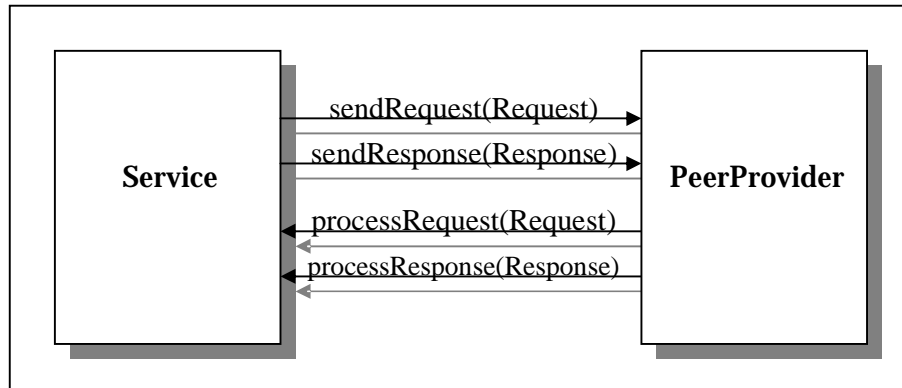 sendRequest(Request)
sendResponse(Response)
Service
PeerProvider
processRequest(Request)
processResponse(Response)